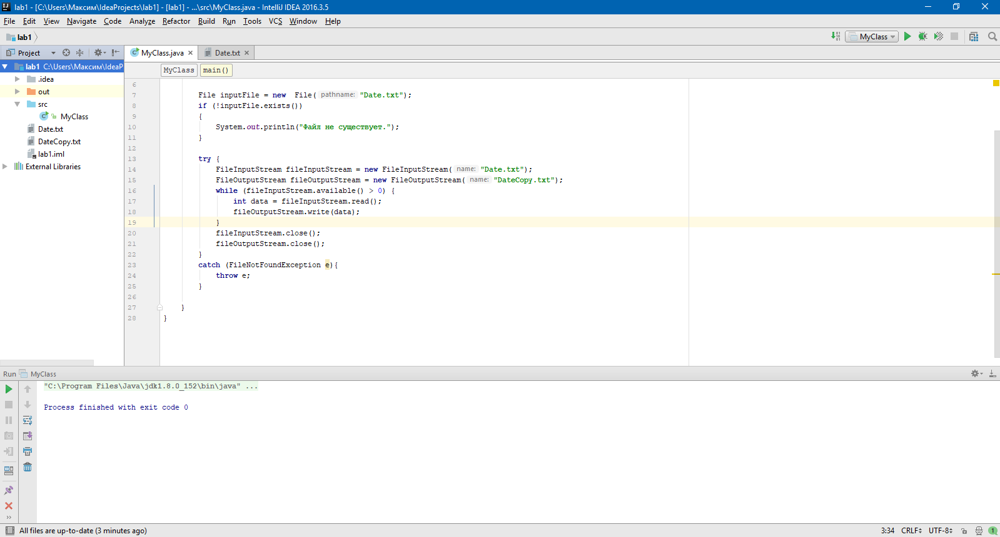 lab1 - [C:\Users\Максим\IdeaProjects\lab1] - [lab1] - ...\src\MyClass.java - IntelliJ IDEA 2016.3.5
File Edit View Navigate Code Analyze Refactor Build Run Tools VCS Window Help
lab1
MyClass
Project
MyClass.java
Date.txt
lab1 C:\Users\Максим\IdeaP
MyClass main()
.idea
out
src
MyClass
Date.txt
DateCopy.txt
lab1.iml
External Libraries
6
7 File inputFile = new File( pathname: "Date.txt");
8 if (!inputFile.exists())
9 {
10 System.out.println("Файл не существует.");
11 }
12
13 try {
14 FileInputStream fileInputStream = new FileInputStream( name: "Date.txt");
15 FileOutputStream fileOutputStream = new FileOutputStream( name: "DateCopy.txt");
16 while (fileInputStream.available() > 0) {
17 int data = fileInputStream.read();
18 fileOutputStream.write(data);
19 }
20 fileInputStream.close();
21 fileOutputStream.close();
22 }
23 catch (FileNotFoundException e){
24 throw e;
25 }
26
27 }
28 }
Run MyClass
"C:\Program Files\Java\jdk1.8.0_152\bin\java" ...
Process finished with exit code 0
All files are up-to-date (3 minutes ago)
3:34 CRLF UTF-8 1